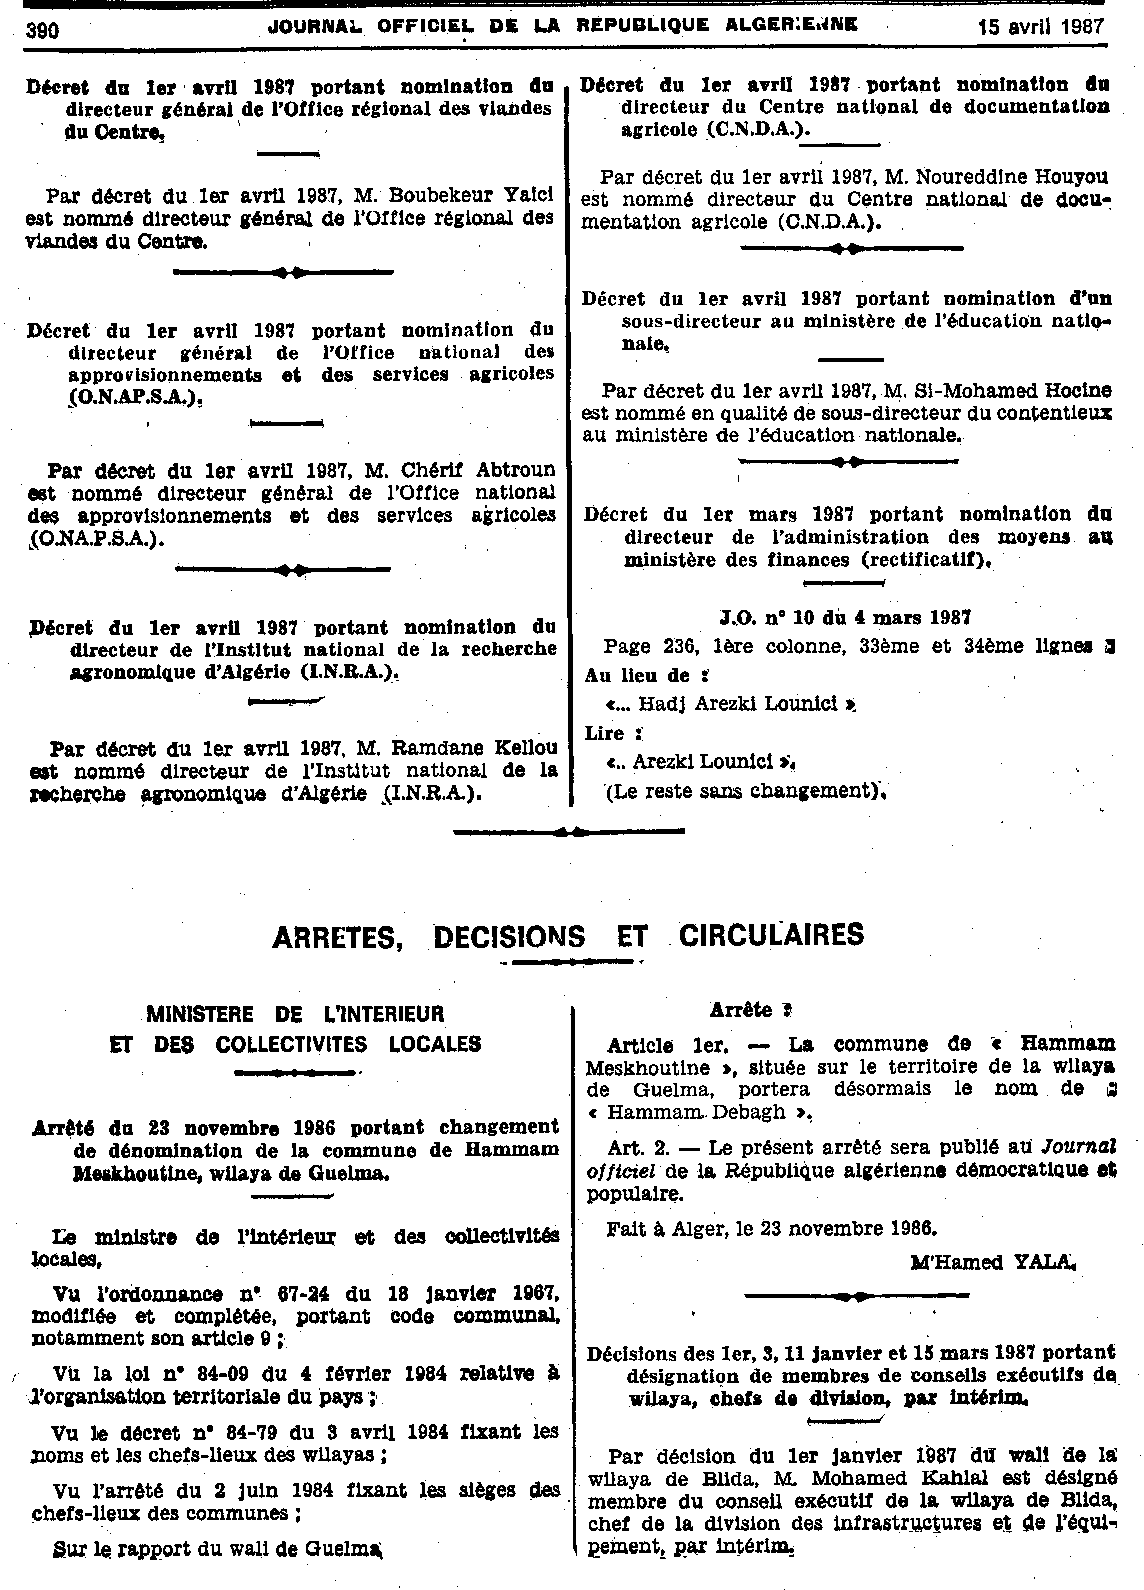 390
JOURNAL OFFICIEL DE LA REPUBLIQUE ALGERIENNE
15 avril 1987
Décret du 1er avril 1987 portant nomination du
directeur général de l'Office régional des viandes
du Centre.
Par décret du 1er avril 1987, M. Boubekeur Yaici
est nommé directeur général de l'Office régional des
viandes du Centre.
Décret du 1er avril 1987 portant nomination du
directeur général de l'Office national des
approvisionnements et des services agricoles
(O.N.AP.S.A.).
Par décret du 1er avril 1987, M. Chérif Abtroun
est nommé directeur général de l'Office national
des approvisionnements et des services agricoles
(O.NA.P.S.A.).
Décret du 1er avril 1987 portant nomination du
directeur de l'Institut national de la recherche
agronomique d'Algérie (I.N.R.A.).
Par décret du 1er avril 1987, M. Ramdane Kellou
est nommé directeur de l'Institut national de la
recherche agronomique d'Algérie (I.N.R.A.).
Décret du 1er avril 1987 portant nomination du
directeur du Centre national de documentation
agricole (C.N.D.A.).
Par décret du 1er avril 1987, M. Noureddine Houyou
est nommé directeur du Centre national de docu-
mentation agricole (C.N.D.A.).
Décret du 1er avril 1987 portant nomination d'un
sous-directeur au ministère de l'éducation natio-
nale.
Par décret du 1er avril 1987, M. Si-Mohamed Hocine
est nommé en qualité de sous-directeur du contentieux
au ministère de l'éducation nationale.
Décret du 1er mars 1987 portant nomination du
directeur de l'administration des moyens au
ministère des finances (rectificatif).
J.O. n° 10 du 4 mars 1987
Page 236, 1ère colonne, 33ème et 34ème lignes :
Au lieu de :
«... Hadj Arezki Lounici »
Lire :
«.. Arezki Lounici ».
(Le reste sans changement).
ARRETES, DECISIONS ET CIRCULAIRES
MINISTERE DE L'INTERIEUR
ET DES COLLECTIVITES LOCALES
Arrêté du 23 novembre 1986 portant changement
de dénomination de la commune de Hammam
Meskhoutine, wilaya de Guelma.
Le ministre de l'intérieur et des collectivités
locales,
Vu l'ordonnance n° 67-24 du 18 janvier 1967,
modifiée et complétée, portant code communal,
notamment son article 9 ;
Vu la loi n° 84-09 du 4 février 1984 relative à
l'organisation territoriale du pays ;
Vu le décret n° 84-79 du 3 avril 1984 fixant les
noms et les chefs-lieux des wilayas ;
Vu l'arrêté du 2 juin 1984 fixant les sièges des
chefs-lieux des communes ;
Sur le rapport du wali de Guelma,
Arrête :
Article 1er. — La commune de « Hammam
Meskhoutine », située sur le territoire de la wilaya
de Guelma, portera désormais le nom de :
« Hammam Debagh ».
Art. 2. — Le présent arrêté sera publié au Journal
officiel de la République algérienne démocratique et
populaire.
Fait à Alger, le 23 novembre 1986.
M'Hamed YALA.
Décisions des 1er, 3, 11 janvier et 15 mars 1987 portant
désignation de membres de conseils exécutifs de
wilaya, chefs de division, par intérim.
Par décision du 1er janvier 1987 du wali de la
wilaya de Blida, M. Mohamed Kahlal est désigné
membre du conseil exécutif de la wilaya de Blida,
chef de la division des infrastructures et de l'équi-
pement, par intérim.